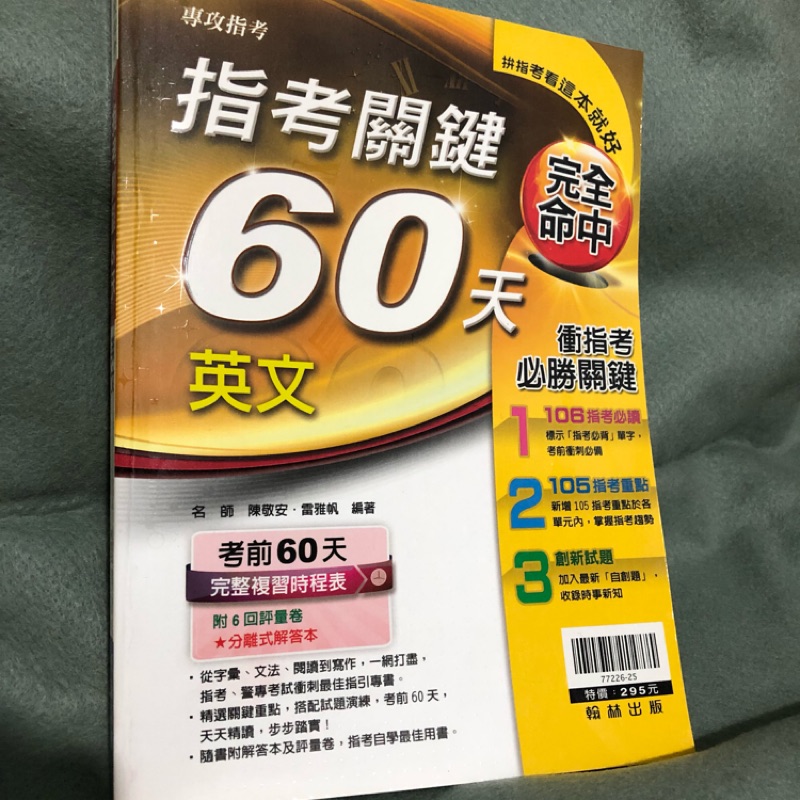 專攻指考
指考關鍵
60天
英文
拚指考看這本就好
完全
命中
衝指考
必勝關鍵
1 106指考必讀
標示「指考必背」單字，
考前衝刺必備
2 105指考重點
新增105指考重點於各
單元內，掌握指考趨勢
3 創新試題
加入最新「自創題」，
收錄時事新知
名師 陳敬安·雷雅帆 編著
考前60天
完整複習時程表
附6回評量卷
★分離式解答本
·從字彙、文法、閱讀到寫作，一網打盡，
指考、警專考試衝刺最佳指引專書。
·精選關鍵重點，搭配試題演練，考前60天，
天天精讀，步步踏實！
·隨書附解答本及評量卷，指考自學最佳用書。
77226-25
特價：295元
翰林出版